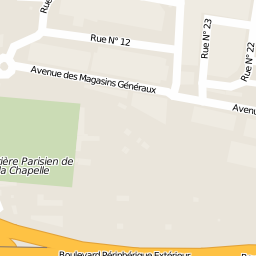 Rue
Rue N° 12
Rue N° 23
Rue N° 22
Avenue des Magasins Généraux
Avenu
ière Parisien de
la Chapelle
Boulevard Périphérique Extérieur